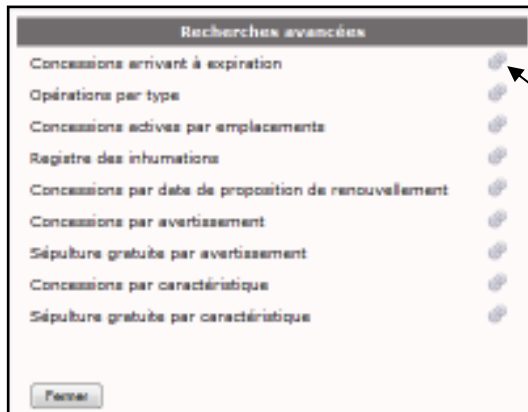 Recherches avancées
Concessions arrivant à expiration
Opérations par type
Concessions actives par emplacements
Registre des inhumations
Concessions par date de proposition de renouvellement
Concessions par avertissement
Sépulture gratuite par avertissement
Concessions par caractéristique
Sépulture gratuite par caractéristique
Fermer